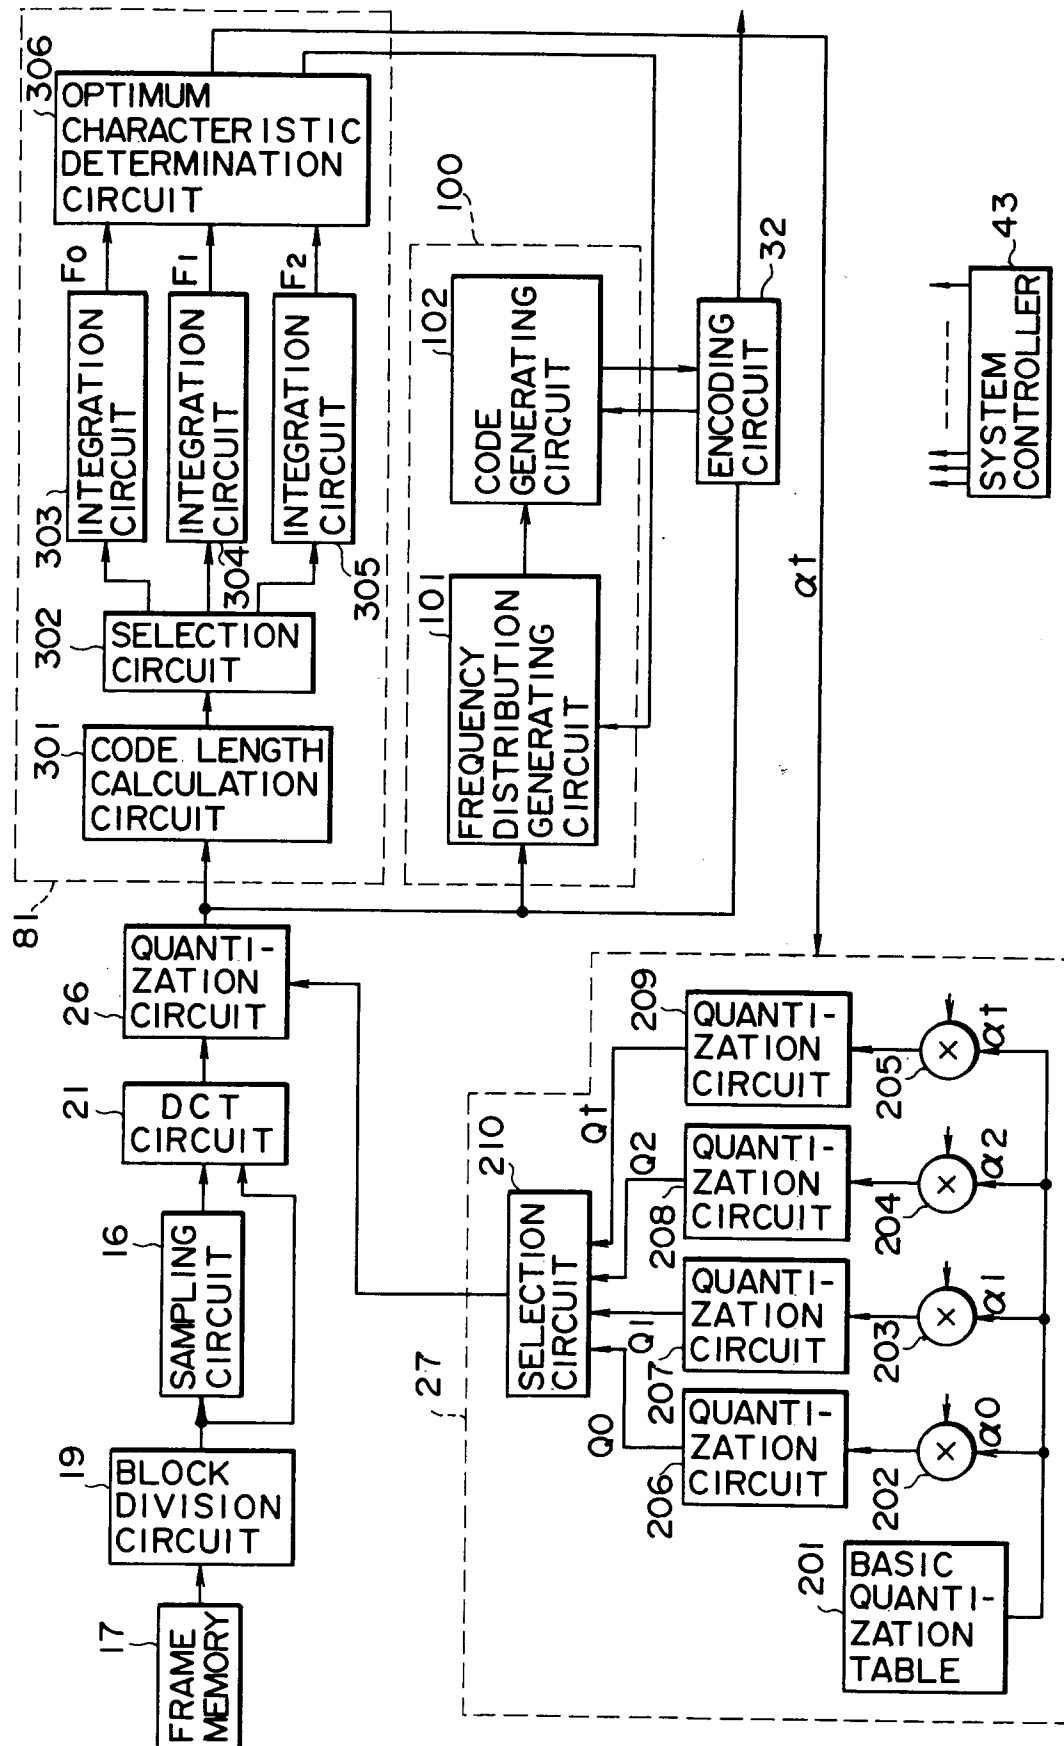 17
FRAME
MEMORY
19
BLOCK
DIVISION
CIRCUIT
16
SAMPLING
CIRCUIT
21
DCT
CIRCUIT
26
QUANTI-
ZATION
CIRCUIT
81
301
CODE LENGTH
CALCULATION
CIRCUIT
302
SELECTION
CIRCUIT
303
INTEGRATION
CIRCUIT
F0
304
INTEGRATION
CIRCUIT
F1
305
INTEGRATION
CIRCUIT
F2
306
OPTIMUM
CHARACTERISTIC
DETERMINATION
CIRCUIT
100
101
FREQUENCY
DISTRIBUTION
GENERATING
CIRCUIT
102
CODE
GENERATING
CIRCUIT
32
ENCODING
CIRCUIT
αt
43
SYSTEM
CONTROLLER
27
210
SELECTION
CIRCUIT
Q0
Q1
Q2
Qt
206
QUANTI-
ZATION
CIRCUIT
207
QUANTI-
ZATION
CIRCUIT
208
QUANTI-
ZATION
CIRCUIT
209
QUANTI-
ZATION
CIRCUIT
201
BASIC
QUANTI-
ZATION
TABLE
202
×
α0
203
×
α1
204
×
α2
205
×
αt